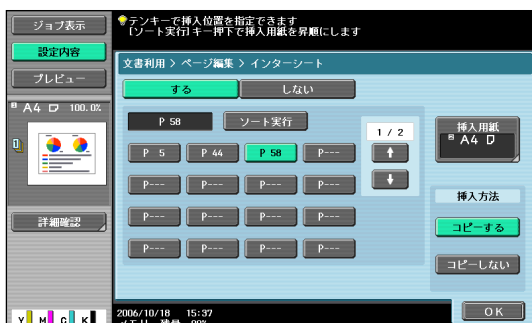 ジョブ表示
設定内容
プレビュー
A4 100.0%
詳細確認
Y M C K
テンキーで挿入位置を指定できます
[ソート実行]キー押下で挿入用紙を昇順にします
文書利用 > ページ編集 > インターシート
する しない
P 58 ソート実行
1 / 2
P 5 P 44 P 58 P---
P--- P--- P--- P---
P--- P--- P--- P---
P--- P--- P--- P---
↑
↓
挿入用紙
A4
挿入方法
コピーする
コピーしない
2006/10/18 15:37
OK